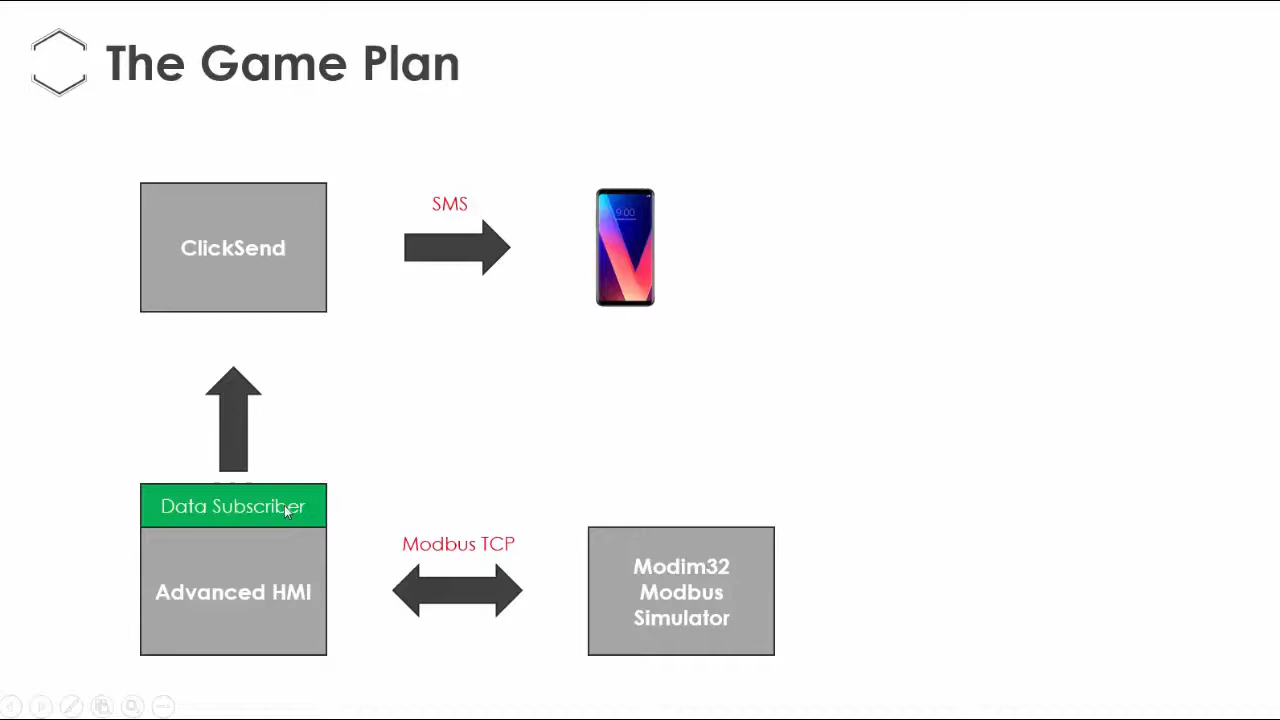 The Game Plan
SMS
9:00
ClickSend
Data Subscriber
Modbus TCP
Advanced HMI
Modim32
Modbus
Simulator